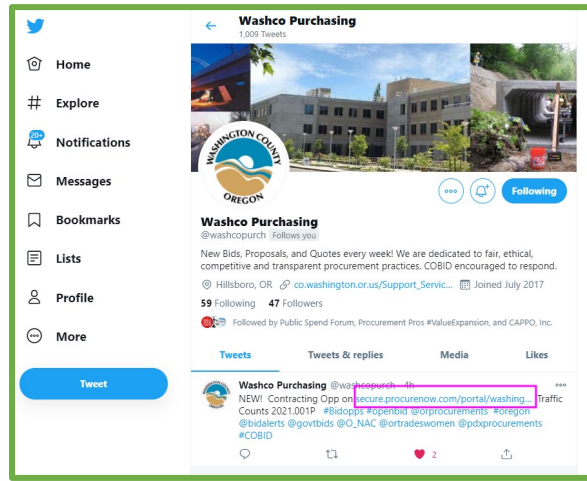 Washco Purchasing
1,009 Tweets
Home
Explore
20+
Notifications
Messages
Bookmarks
Lists
Profile
More
Tweet
WASHINGTON COUNTY
OREGON
Following
Washco Purchasing
@washcopurch Follows you
New Bids, Proposals, and Quotes every week! We are dedicated to fair, ethical,
competitive and transparent procurement practices. COBID encouraged to respond.
Hillsboro, OR co.washington.or.us/Support_Servic... Joined July 2017
59 Following 47 Followers
Followed by Public Spend Forum, Procurement Pros #ValueExpansion, and CAPPO, Inc.
Tweets Tweets & replies Media Likes
Washco Purchasing @washcopurch · 4h
NEW! Contracting Opp on secure.procurenow.com/portal/washing... Traffic
Counts 2021.001P #Bidopps #openbid @orprocurements #oregon
@bidalerts @govtbids @O_NAC @ortradeswomen @pdxprocurements
#COBID
2